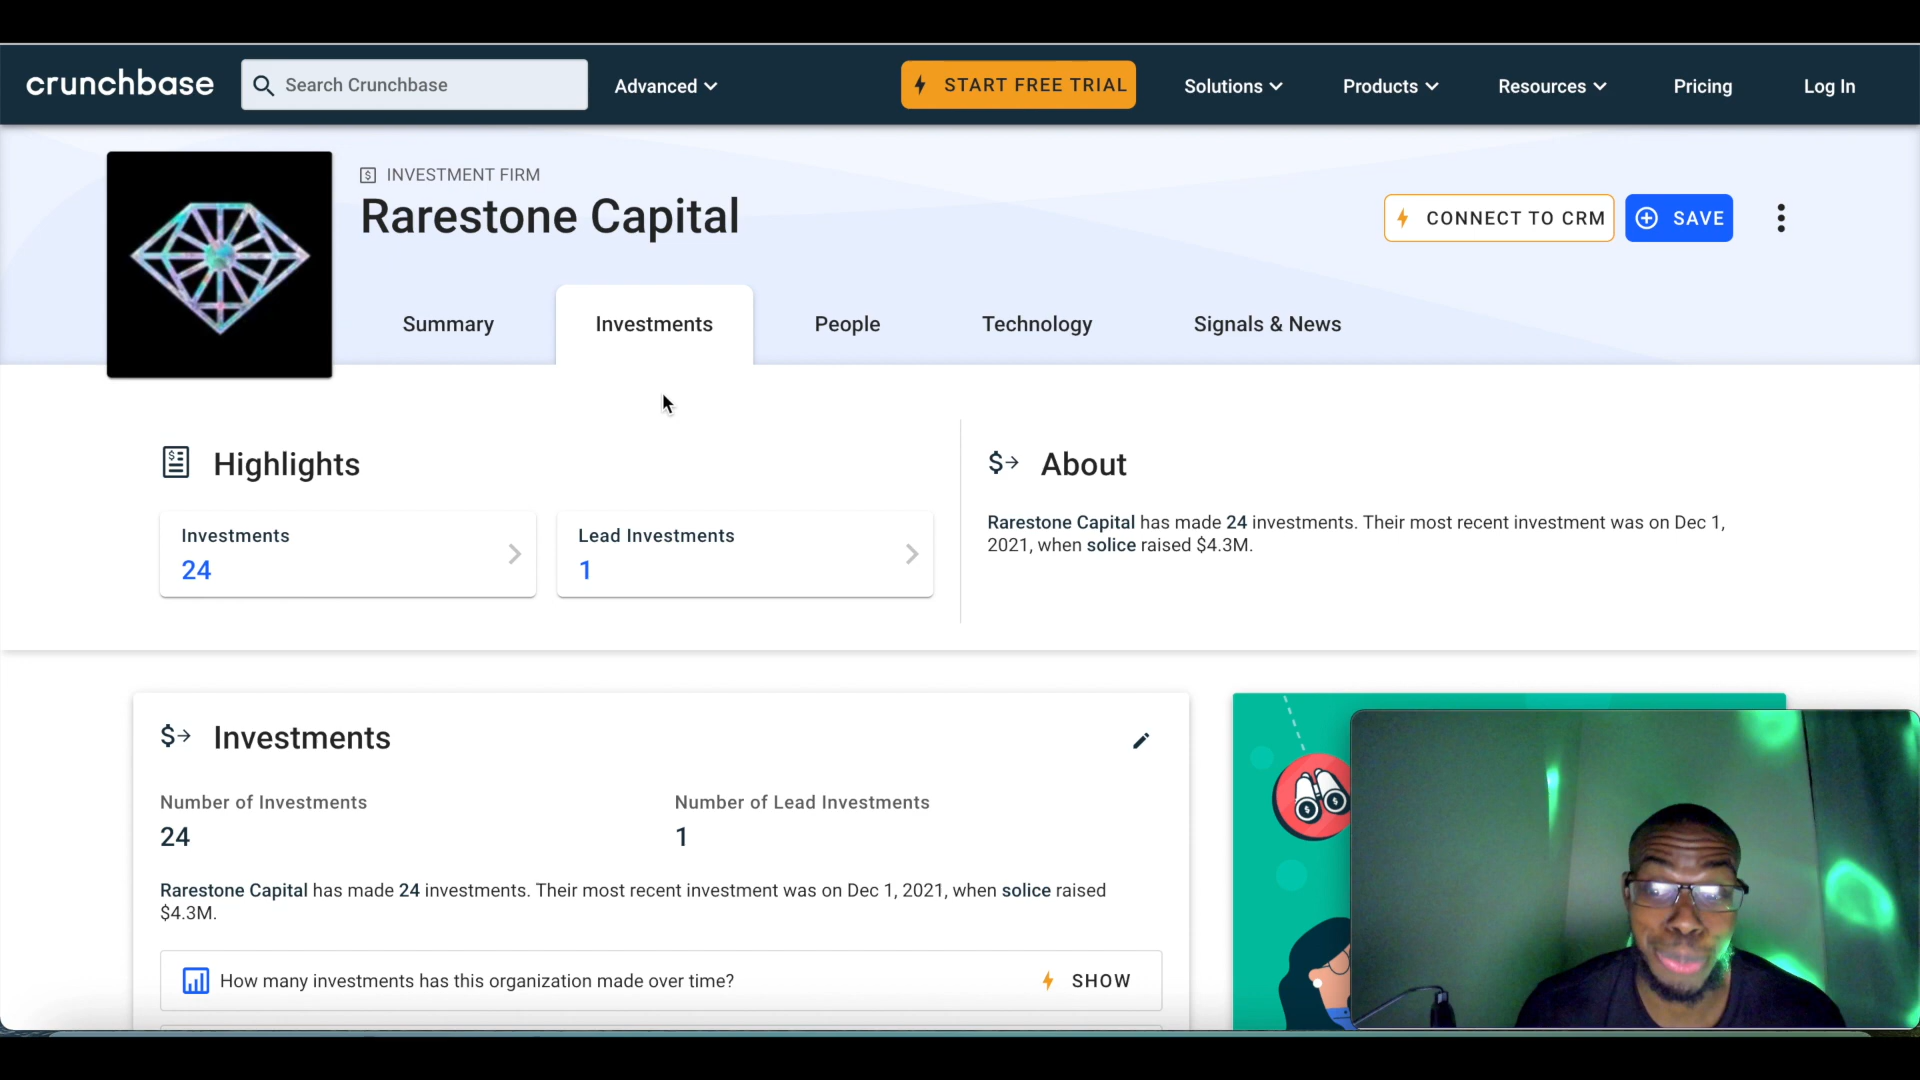 crunchbase
Search Crunchbase
Advanced
START FREE TRIAL
Solutions
Products
Resources
Pricing
Log In
INVESTMENT FIRM
Rarestone Capital
CONNECT TO CRM
SAVE
Summary
Investments
People
Technology
Signals & News
Highlights
Investments
24
Lead Investments
1
About
Rarestone Capital has made 24 investments. Their most recent investment was on Dec 1,
2021, when solice raised $4.3M.
Investments
Number of Investments
24
Number of Lead Investments
1
Rarestone Capital has made 24 investments. Their most recent investment was on Dec 1, 2021, when solice raised
$4.3M.
How many investments has this organization made over time?
SHOW